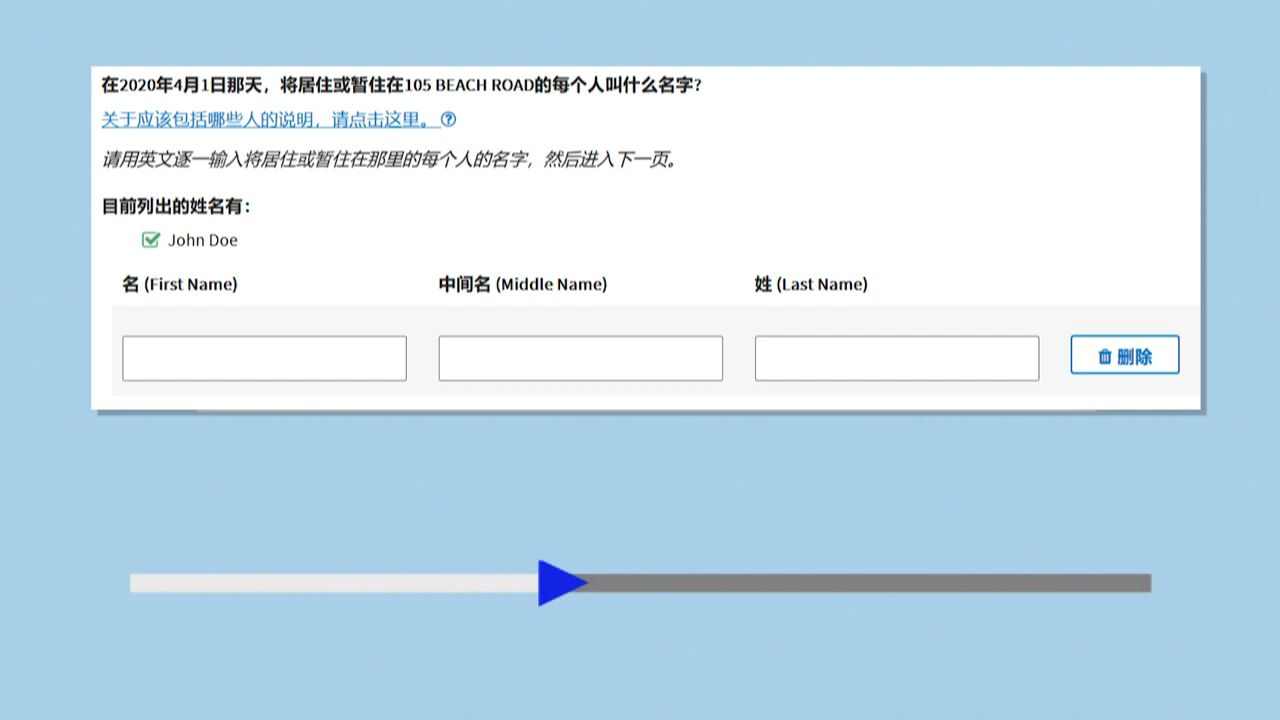 在2020年4月1日那天，将居住或暂住在105 BEACH ROAD的每个人叫什么名字?
关于应该包括哪些人的说明，请点击这里。
请用英文逐一输入将居住或暂住在那里的每个人的名字，然后进入下一页。
目前列出的姓名有：
John Doe
名 (First Name)
中间名 (Middle Name)
姓 (Last Name)
删除